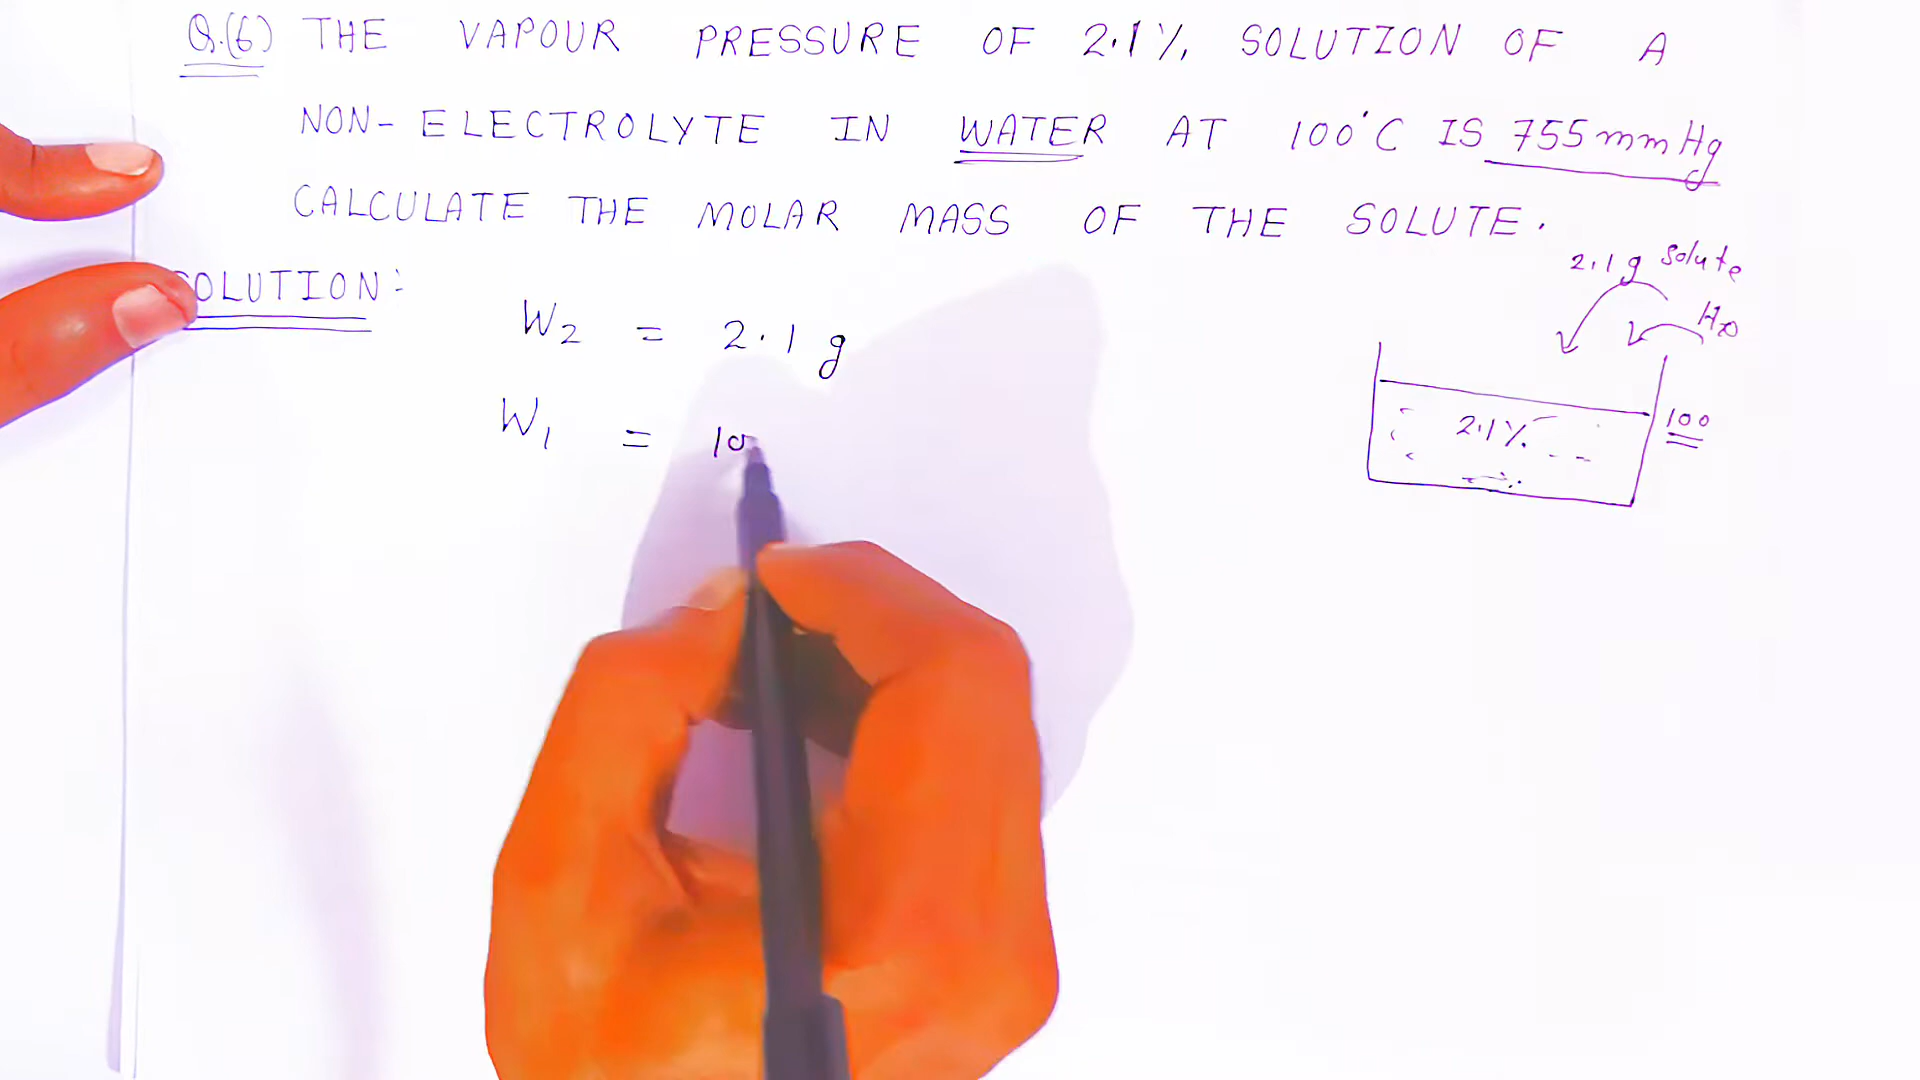 Q.(6) THE VAPOUR PRESSURE OF 2.1% SOLUTION OF A
NON-ELECTROLYTE IN WATER AT 100°C IS 755 mm Hg
CALCULATE THE MOLAR MASS OF THE SOLUTE.
SOLUTION:
2.1 g solute
W2 = 2.1 g
W1 = 10
2.1%
100